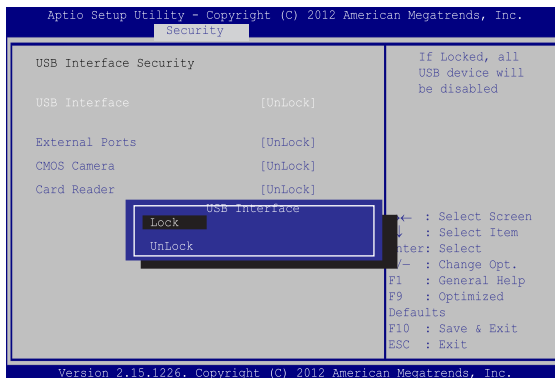 Aptio Setup Utility - Copyright (C) 2012 American Megatrends, Inc.
Security
USB Interface Security
USB Interface [UnLock]
External Ports [UnLock]
CMOS Camera [UnLock]
Card Reader [UnLock]
USB Interface
Lock
UnLock
If Locked, all
USB device will
be disabled
← : Select Screen
↓ : Select Item
nter: Select
/— : Change Opt.
F1 : General Help
F9 : Optimized
Defaults
F10 : Save & Exit
ESC : Exit
Version 2.15.1226. Copyright (C) 2012 American Megatrends, Inc.